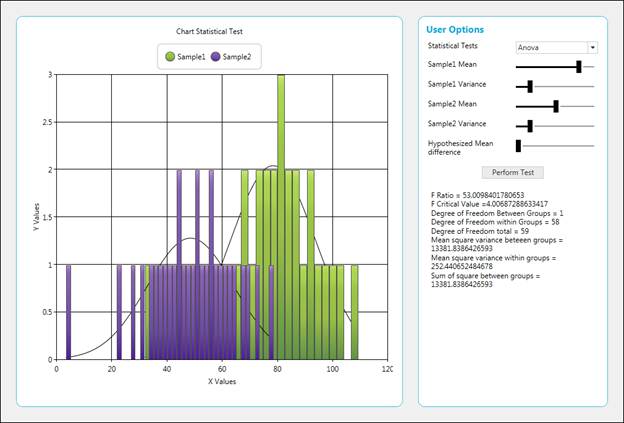 Chart Statistical Test
Sample1 Sample2
3
2.5
2
1.5
1
0.5
0
Y Values
0 20 40 60 80 100 12
X Values
User Options
Statistical Tests Anova
Sample1 Mean
Sample1 Variance
Sample2 Mean
Sample2 Variance
Hypothesized Mean
difference
Perform Test
F Ratio = 53.0098401780653
F Critical Value =4.00687288633417
Degree of Freedom Between Groups = 1
Degree of Freedom within Groups = 58
Degree of Freedom total = 59
Mean square variance beteeen groups =
13381.8386426593
Mean square variance within groups =
252.440652484678
Sum of square between groups =
13381.8386426593